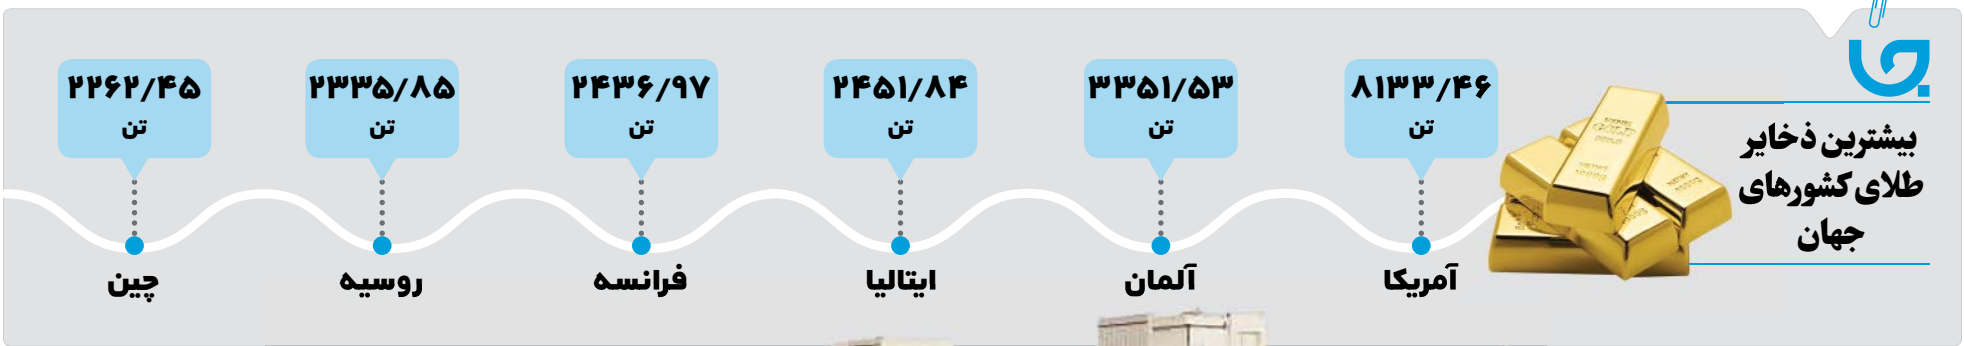 بیشترین ذخایر
طلای کشورهای
جهان
۸۱۳۳/۴۶
تن
آمریکا
۳۳۵۱/۵۳
تن
آلمان
۲۴۵۱/۸۴
تن
ایتالیا
۲۴۳۶/۹۷
تن
فرانسه
۲۳۳۵/۸۵
تن
روسیه
۲۲۶۲/۴۵
تن
چین
GOLD